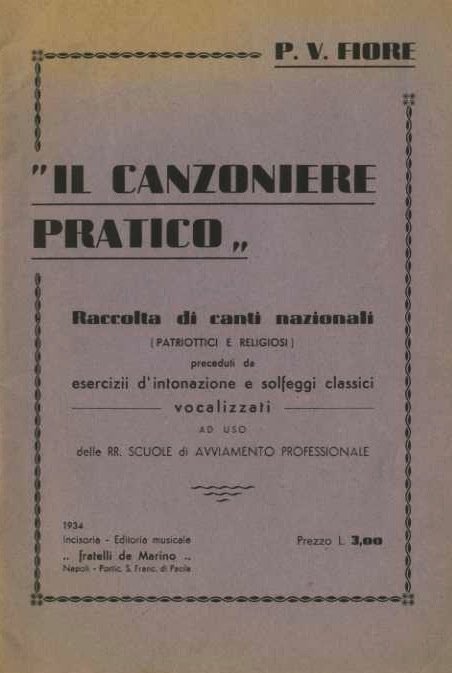 P. V. FIORE
"IL CANZONIERE
PRATICO„
Raccolta di canti nazionali
(PATRIOTTICI E RELIGIOSI)
preceduti da
esercizii d'intonazione e solfeggi classici
vocalizzati
AD USO
delle RR. SCUOLE di AVVIAMENTO PROFESSIONALE
1934
Incisoria - Editoria musicale
.. fratelli de Marino ..
Napoli - Portic. S. Franc. di Paola
Prezzo L. 3,00